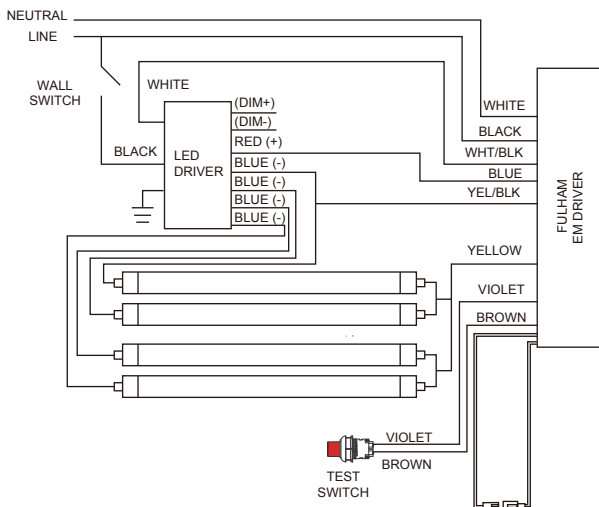 NEUTRAL
LINE
WALL
SWITCH
WHITE
BLACK
LED
DRIVER
(DIM+)
(DIM-)
RED (+)
BLUE (-)
BLUE (-)
BLUE (-)
BLUE (-)
WHITE
BLACK
WHT/BLK
BLUE
YEL/BLK
YELLOW
VIOLET
BROWN
FULHAM
EM DRIVER
VIOLET
BROWN
TEST
SWITCH